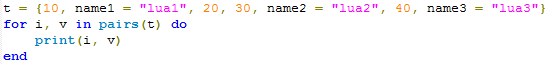 t = {10, name1 = "lua1", 20, 30, name2 = "lua2", 40, name3 = "lua3"}
for i, v in pairs(t) do
    print(i, v)
end